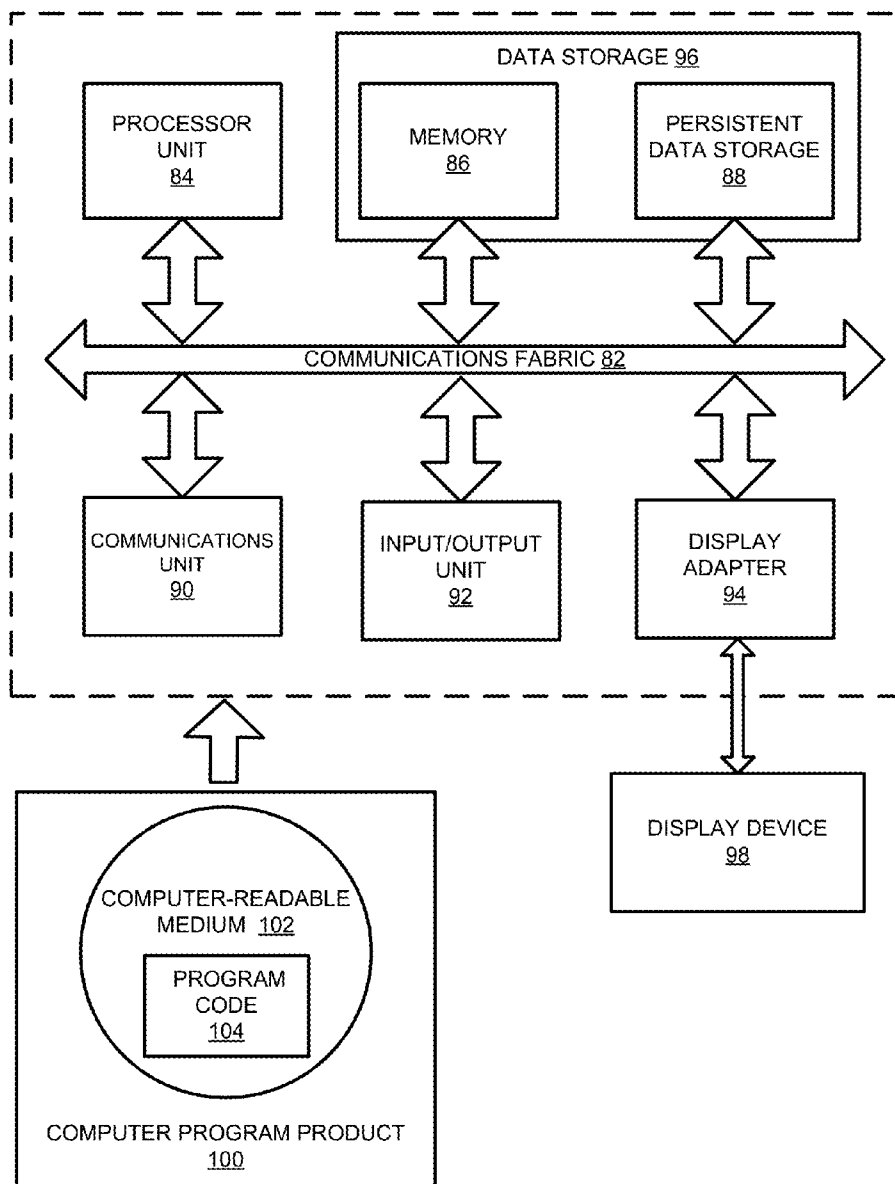 DATA STORAGE 96
PROCESSOR
UNIT
84
MEMORY
86
PERSISTENT
DATA STORAGE
88
COMMUNICATIONS FABRIC 82
COMMUNICATIONS
UNIT
90
INPUT/OUTPUT
UNIT
92
DISPLAY
ADAPTER
94
DISPLAY DEVICE
98
COMPUTER-READABLE
MEDIUM 102
PROGRAM
CODE
104
COMPUTER PROGRAM PRODUCT
100